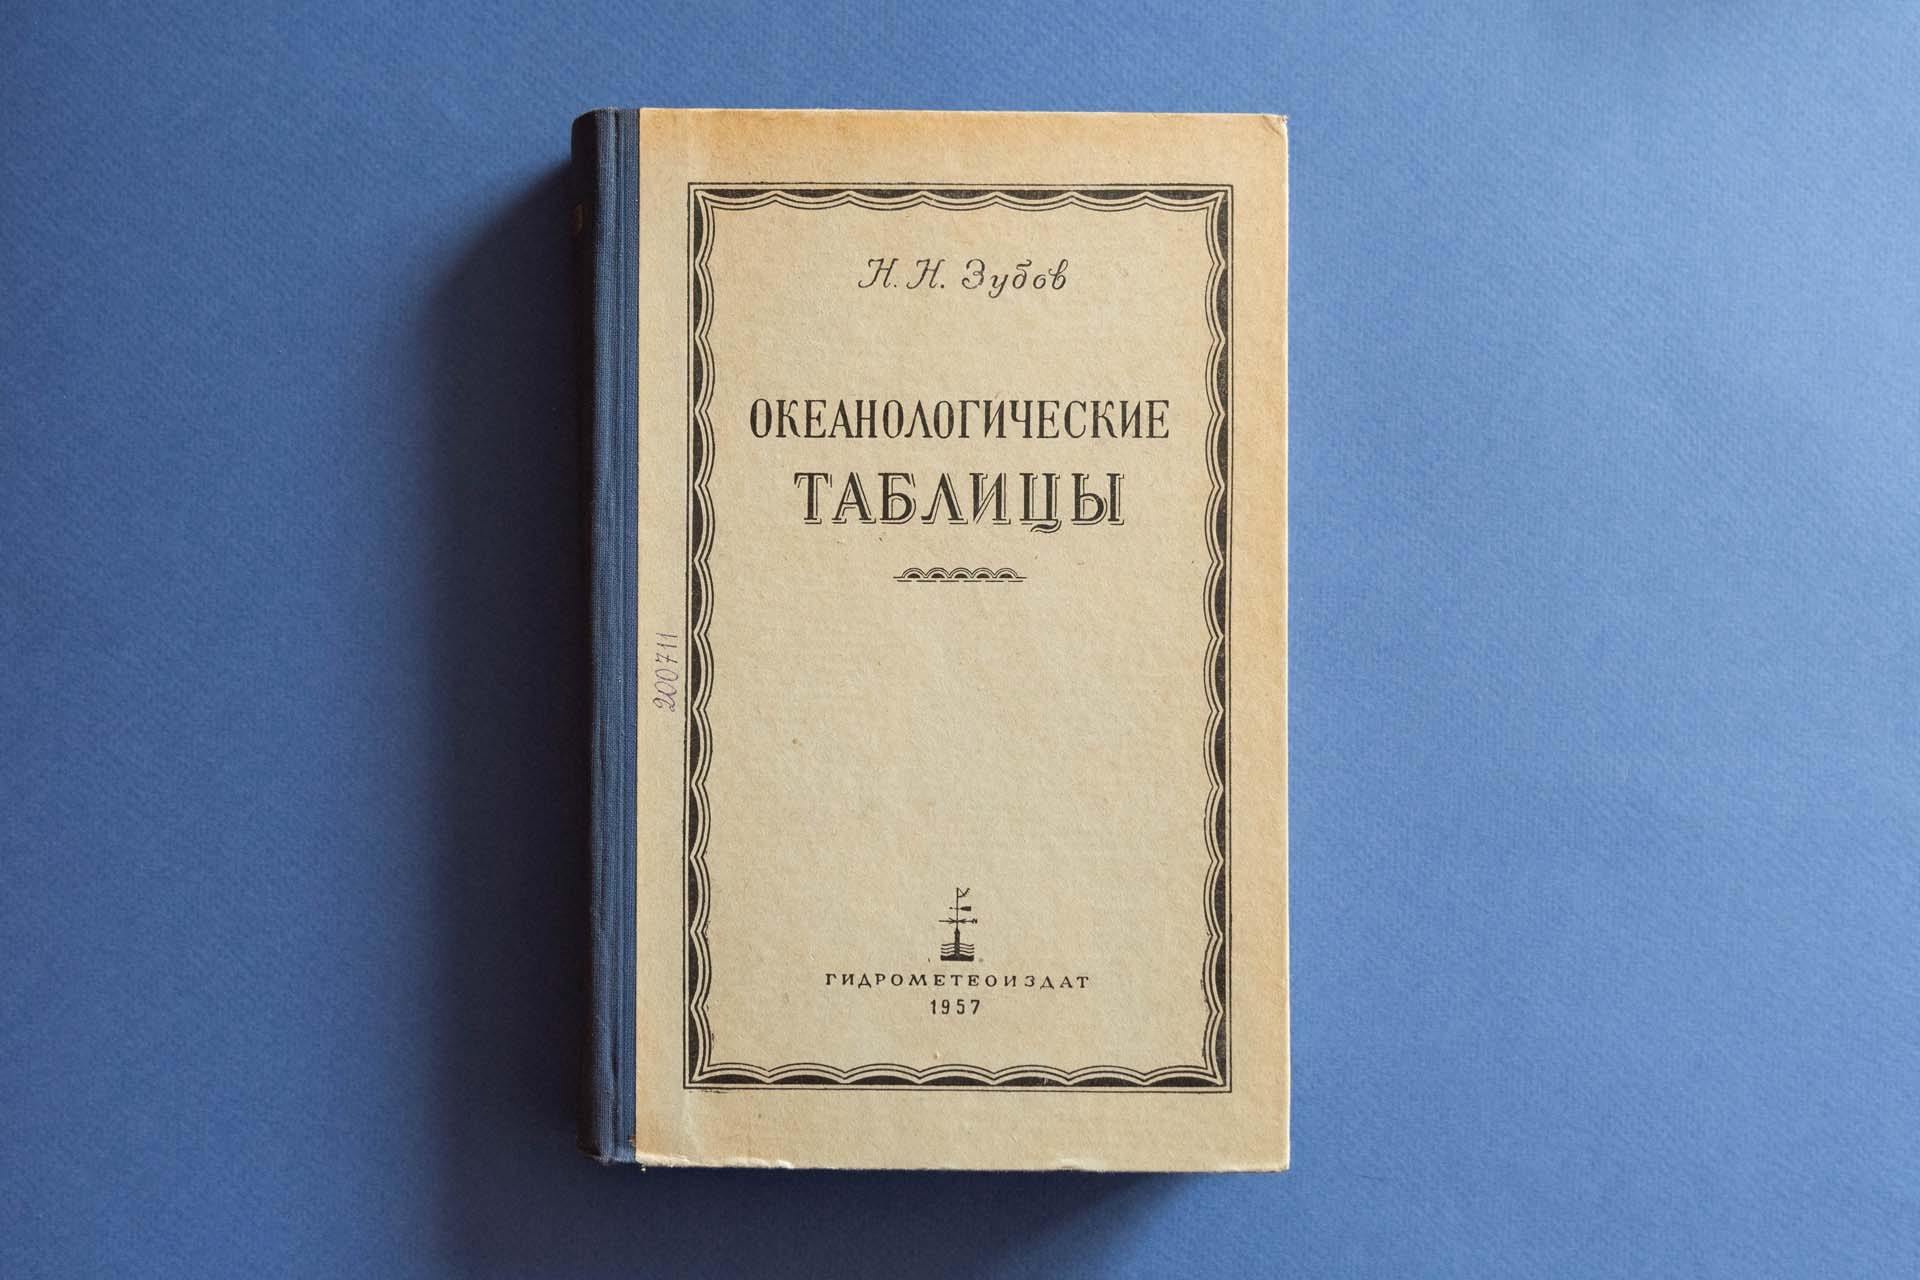 Н. Н. Зубов
ОКЕАНОЛОГИЧЕСКИЕ
ТАБЛИЦЫ
200711
ГИДРОМЕТЕОИЗДАТ
1957